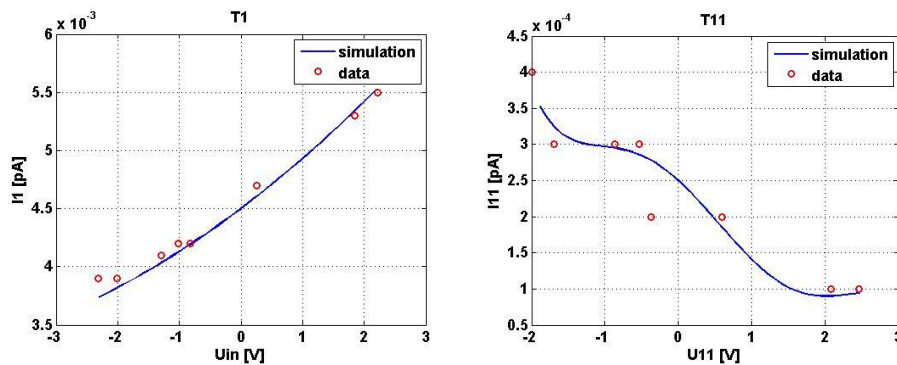 T1
x 10-3
6
5.5
5
4.5
4
3.5
I1 [pA]
-3 -2 -1 0 1 2 3
Uin [V]
simulation
data
T11
x 10-4
4.5
4
3.5
3
2.5
2
1.5
1
0.5
I11 [pA]
-2 -1 0 1 2 3
U11 [V]
simulation
data